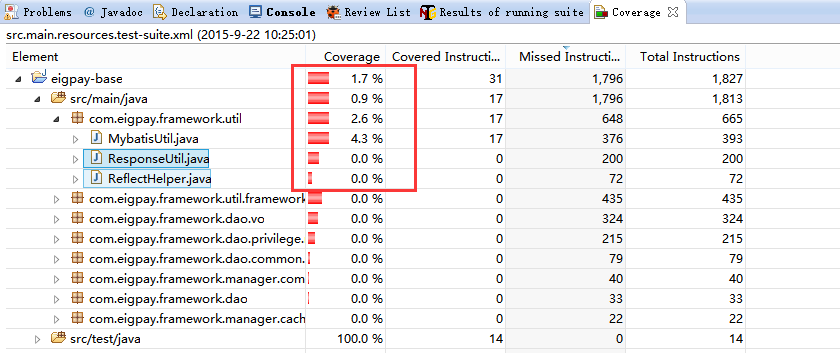 Problems @ Javadoc Declaration Console Review List Results of running suite Coverage
src.main.resources.test-suite.xml (2015-9-22 10:25:01)
Element Coverage Covered Instructi... Missed Instructi... Total Instructions
eigpay-base 1.7 % 31 1,796 1,827
src/main/java 0.9 % 17 1,796 1,813
com.eigpay.framework.util 2.6 % 17 648 665
MybatisUtil.java 4.3 % 17 376 393
ResponseUtil.java 0.0 % 0 200 200
ReflectHelper.java 0.0 % 0 72 72
com.eigpay.framework.util.framework 0.0 % 0 435 435
com.eigpay.framework.dao.vo 0.0 % 0 324 324
com.eigpay.framework.dao.privilege. 0.0 % 0 215 215
com.eigpay.framework.dao.common. 0.0 % 0 79 79
com.eigpay.framework.manager.com 0.0 % 0 40 40
com.eigpay.framework.dao 0.0 % 0 33 33
com.eigpay.framework.manager.cach 0.0 % 0 22 22
src/test/java 100.0 % 14 0 14